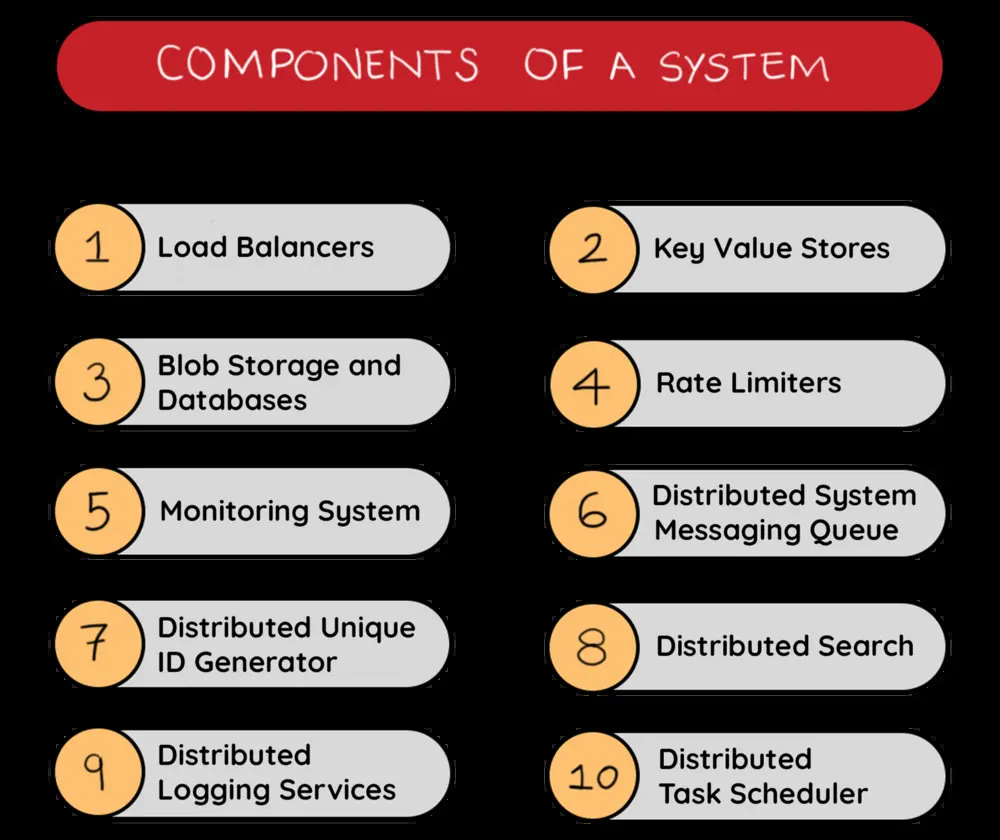 COMPONENTS OF A SYSTEM
1 Load Balancers
2 Key Value Stores
3 Blob Storage and
Databases
4 Rate Limiters
5 Monitoring System
6 Distributed System
Messaging Queue
7 Distributed Unique
ID Generator
8 Distributed Search
9 Distributed
Logging Services
10 Distributed
Task Scheduler